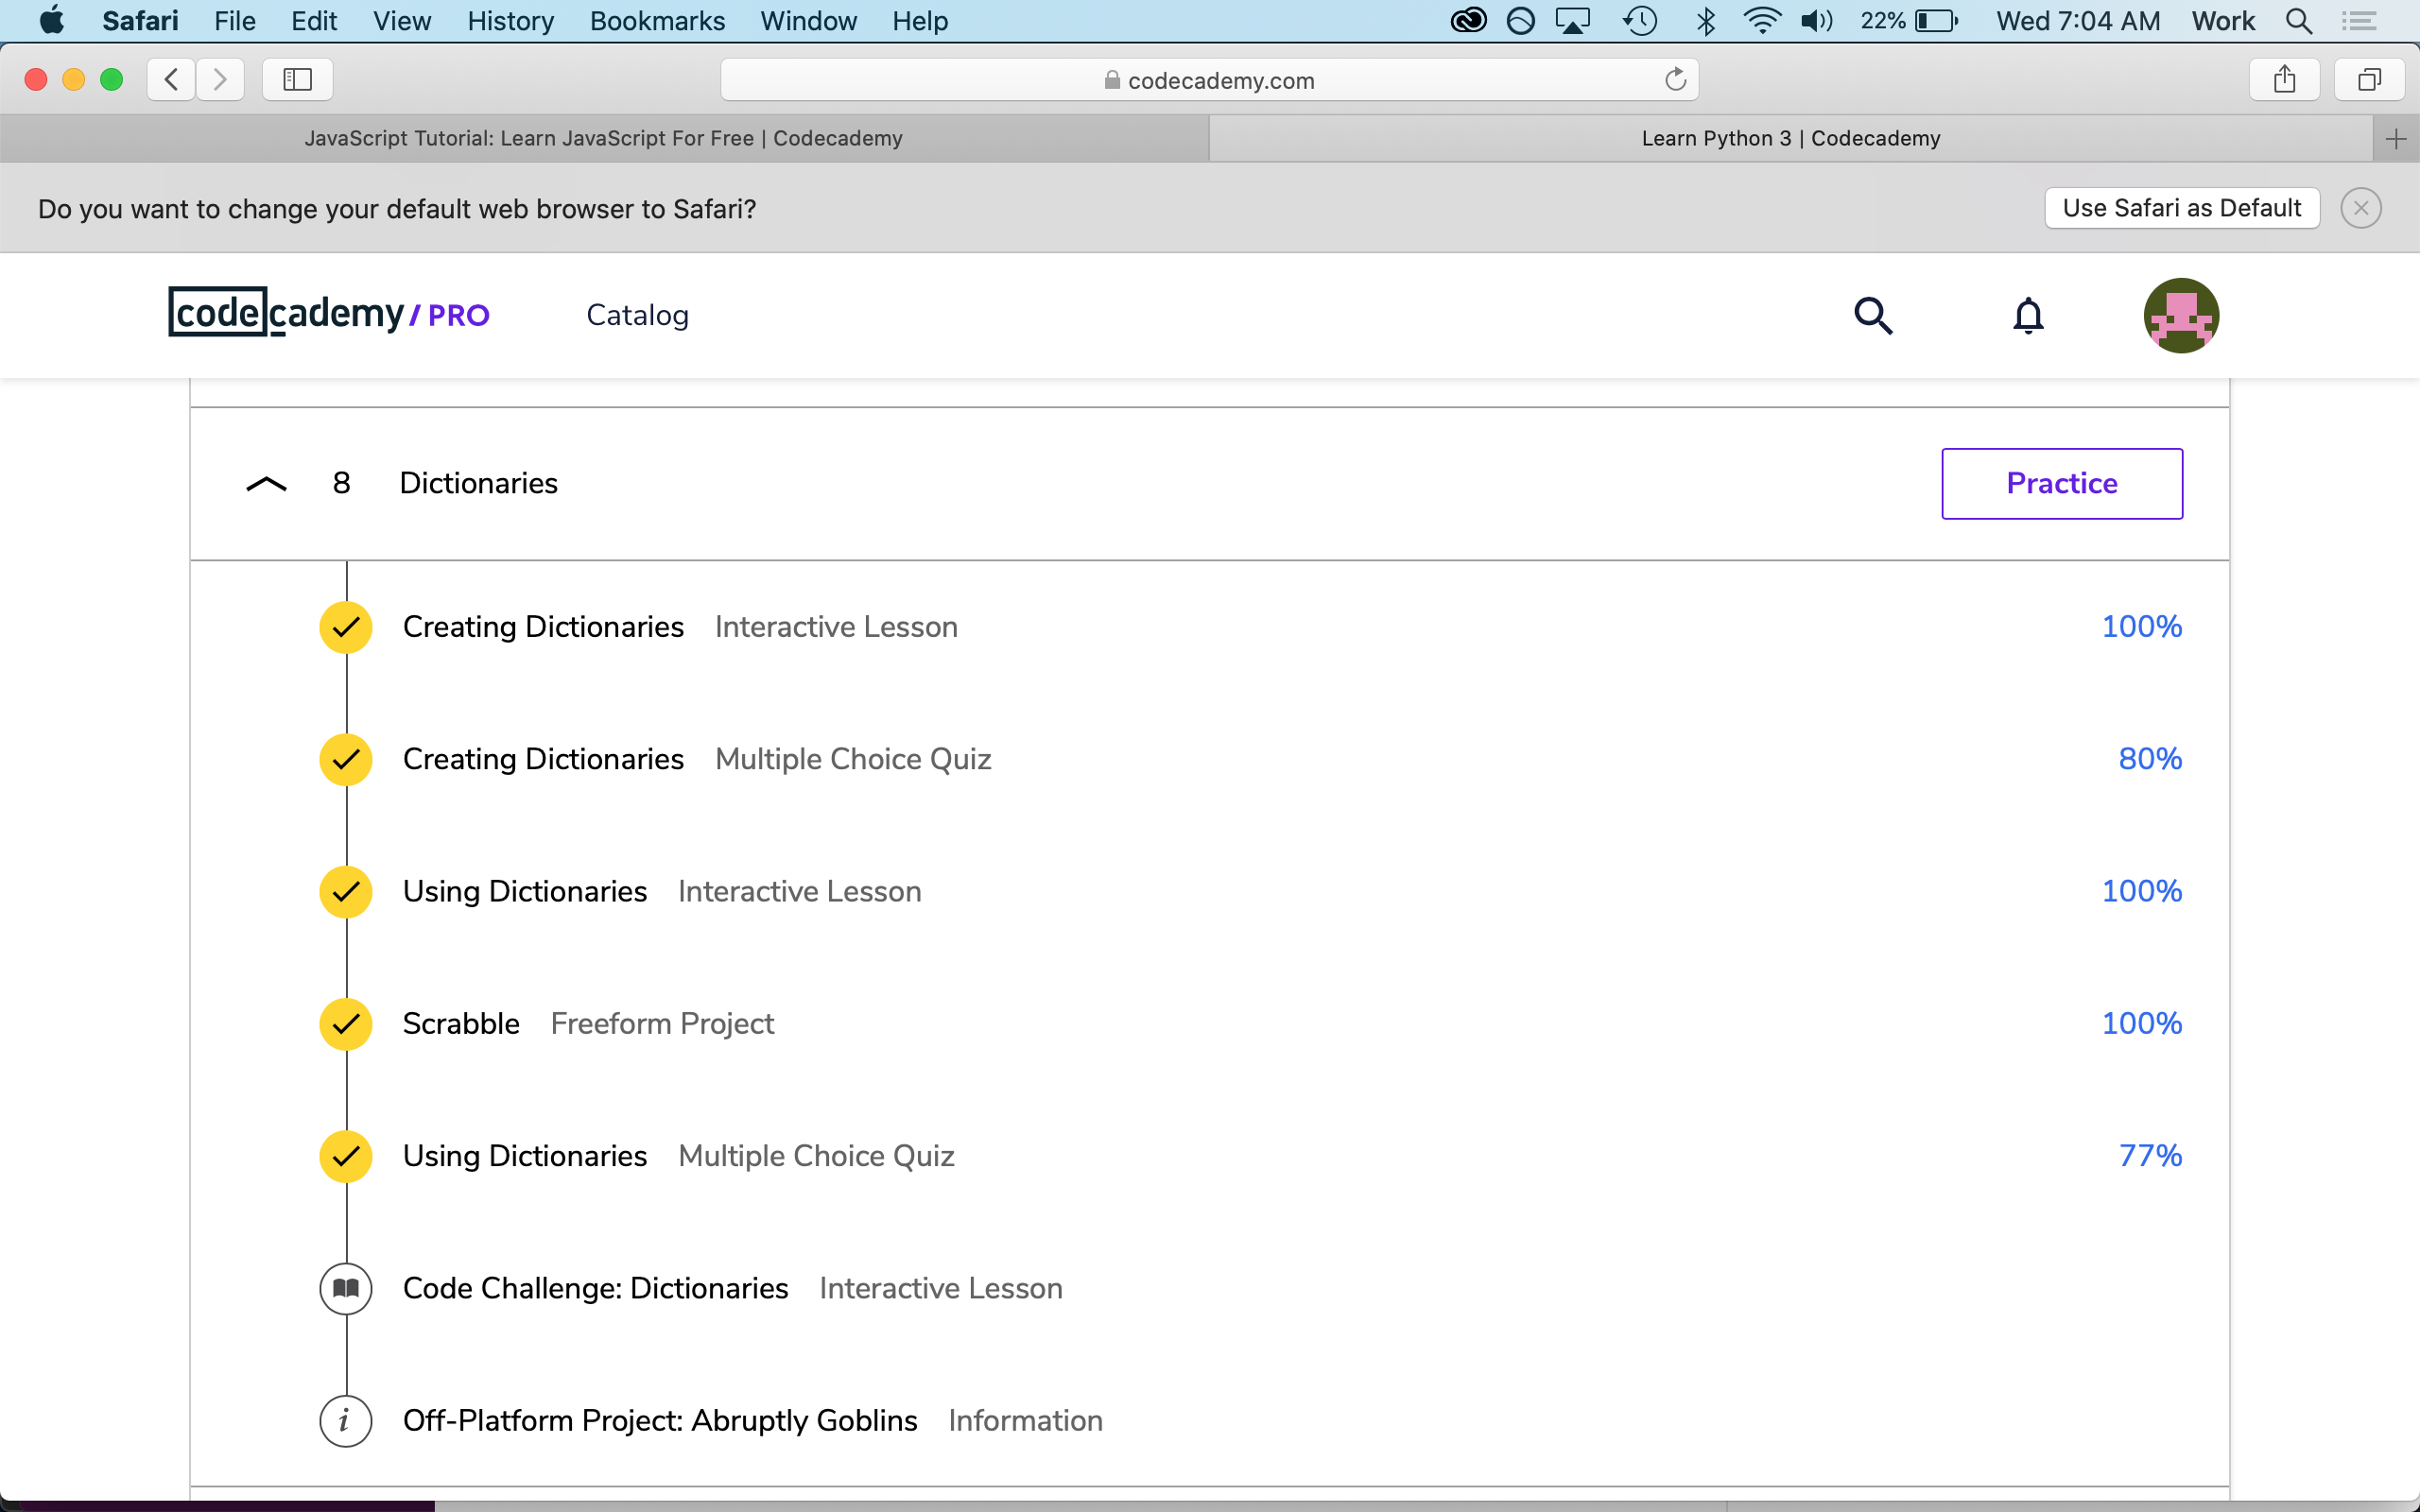 Safari File Edit View History Bookmarks Window Help 22% Wed 7:04 AM Work
codecademy.com
JavaScript Tutorial: Learn JavaScript For Free | Codecademy Learn Python 3 | Codecademy
Do you want to change your default web browser to Safari? Use Safari as Default
codecademy / PRO Catalog
8 Dictionaries Practice
Creating Dictionaries Interactive Lesson 100%
Creating Dictionaries Multiple Choice Quiz 80%
Using Dictionaries Interactive Lesson 100%
Scrabble Freeform Project 100%
Using Dictionaries Multiple Choice Quiz 77%
Code Challenge: Dictionaries Interactive Lesson
i Off-Platform Project: Abruptly Goblins Information